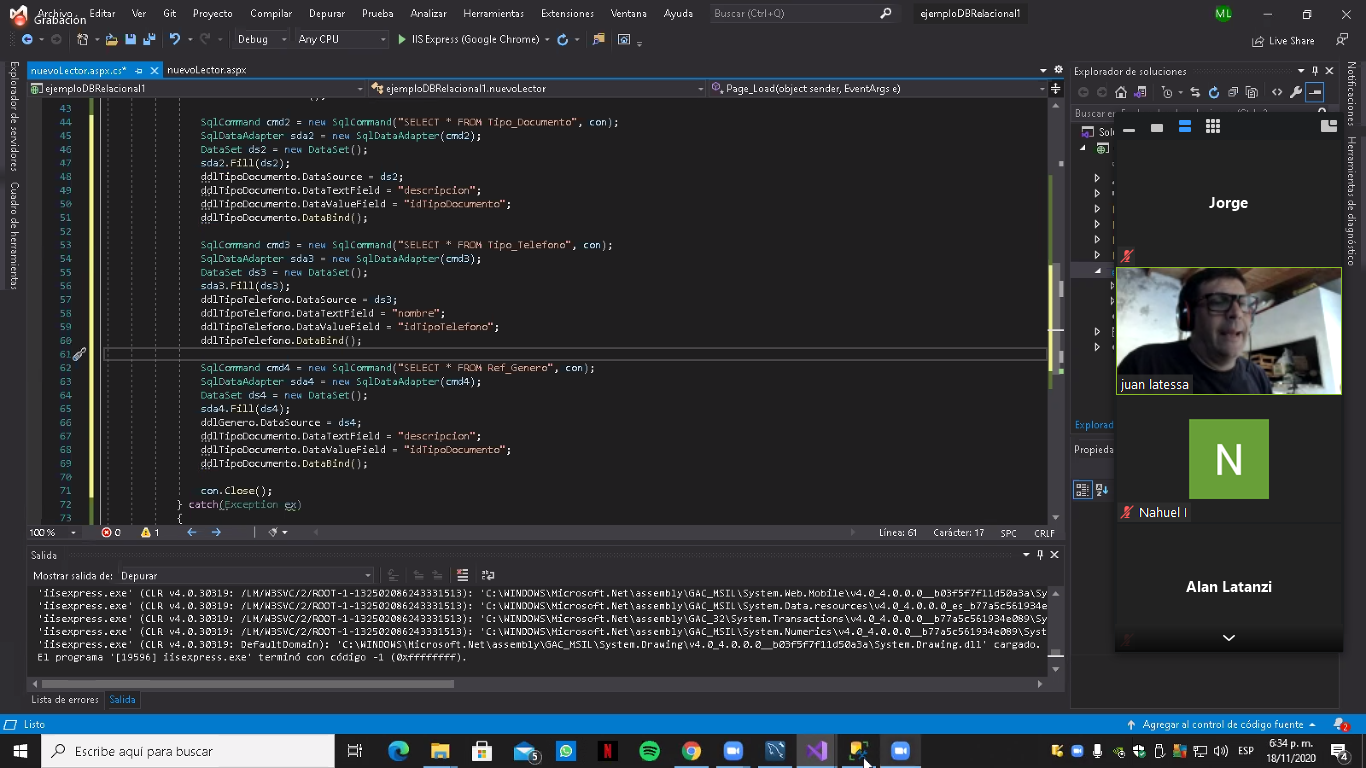 Archivo Editar Ver Git Proyecto Compilar Depurar Prueba Analizar Herramientas Extensiones Ventana Ayuda Buscar (Ctrl+Q) ejemploDBRelacional1 ML
Grabación
Debug Any CPU IIS Express (Google Chrome) Live Share
nuevoLector.aspx.cs* nuevoLector.aspx
ejemploDBRelacional1 ejemploDBRelacional1.nuevoLector Page_Load(object sender, EventArgs e)
Explorador de servidores
Cuadro de herramientas
43
44 SqlCommand cmd2 = new SqlCommand("SELECT * FROM Tipo_Documento", con);
45 SqlDataAdapter sda2 = new SqlDataAdapter(cmd2);
46 DataSet ds2 = new DataSet();
47 sda2.Fill(ds2);
48 ddlTipoDocumento.DataSource = ds2;
49 ddlTipoDocumento.DataTextField = "descripcion";
50 ddlTipoDocumento.DataValueField = "idTipoDocumento";
51 ddlTipoDocumento.DataBind();
52
53 SqlCommand cmd3 = new SqlCommand("SELECT * FROM Tipo_Telefono", con);
54 SqlDataAdapter sda3 = new SqlDataAdapter(cmd3);
55 DataSet ds3 = new DataSet();
56 sda3.Fill(ds3);
57 ddlTipoTelefono.DataSource = ds3;
58 ddlTipoTelefono.DataTextField = "nombre";
59 ddlTipoTelefono.DataValueField = "idTipoTelefono";
60 ddlTipoTelefono.DataBind();
61
62 SqlCommand cmd4 = new SqlCommand("SELECT * FROM Ref_Genero", con);
63 SqlDataAdapter sda4 = new SqlDataAdapter(cmd4);
64 DataSet ds4 = new DataSet();
65 sda4.Fill(ds4);
66 ddlGenero.DataSource = ds4;
67 ddlTipoDocumento.DataTextField = "descripcion";
68 ddlTipoDocumento.DataValueField = "idTipoDocumento";
69 ddlTipoDocumento.DataBind();
70
71 con.Close();
72 } catch(Exception ex)
73 {
100 % 0 1 Línea: 61 Carácter: 17 SPC CRLF
Salida
Mostrar salida de: Depurar
'iisexpress.exe' (CLR v4.0.30319: /LM/W3SVC/2/ROOT-1-132502086243331513): 'C:\WINDOWS\Microsoft.Net\assembly\GAC_MSIL\System.Web.Mobile\v4.0_4.0.0.0__b03f5f7f11d50a3a\Sy
'iisexpress.exe' (CLR v4.0.30319: /LM/W3SVC/2/ROOT-1-132502086243331513): 'C:\WINDOWS\Microsoft.Net\assembly\GAC_MSIL\System.Data.resources\v4.0_4.0.0.0_es_b77a5c561934e
'iisexpress.exe' (CLR v4.0.30319: /LM/W3SVC/2/ROOT-1-132502086243331513): 'C:\WINDOWS\Microsoft.Net\assembly\GAC_32\System.Transactions\v4.0_4.0.0.0__b77a5c561934e089\Sy
'iisexpress.exe' (CLR v4.0.30319: /LM/W3SVC/2/ROOT-1-132502086243331513): 'C:\WINDOWS\Microsoft.Net\assembly\GAC_MSIL\System.Numerics\v4.0_4.0.0.0__b77a5c561934e089\Syst
'iisexpress.exe' (CLR v4.0.30319: DefaultDomain): 'C:\WINDOWS\Microsoft.Net\assembly\GAC_MSIL\System.Drawing\v4.0_4.0.0.0__b03f5f7f11d50a3a\System.Drawing.dll' cargado.
El programa '[19596] iisexpress.exe' terminó con código -1 (0xffffffff).
Lista de errores Salida
Explorador de soluciones
Buscar en
Solu
Explorad
Propieda
Jorge
juan latessa
N
Nahuel I
Alan Latanzi
Notificaciones
Herramientas de diagnóstico
Listo Agregar al control de código fuente 2
Escribe aquí para buscar 5 ESP 6:34 p. m. 4
18/11/2020